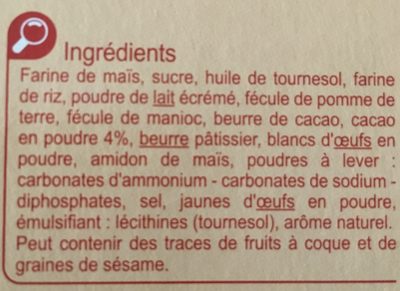 Ingrédients
Farine de maïs, sucre, huile de tournesol, farine
de riz, poudre de lait écrémé, fécule de pomme de
terre, fécule de manioc, beurre de cacao, cacao
en poudre 4%, beurre pâtissier, blancs d'œufs en
poudre, amidon de maïs, poudres à lever :
carbonates d'ammonium - carbonates de sodium -
diphosphates, sel, jaunes d'œufs en poudre,
émulsifiant : lécithines (tournesol), arôme naturel.
Peut contenir des traces de fruits à coque et de
graines de sésame.